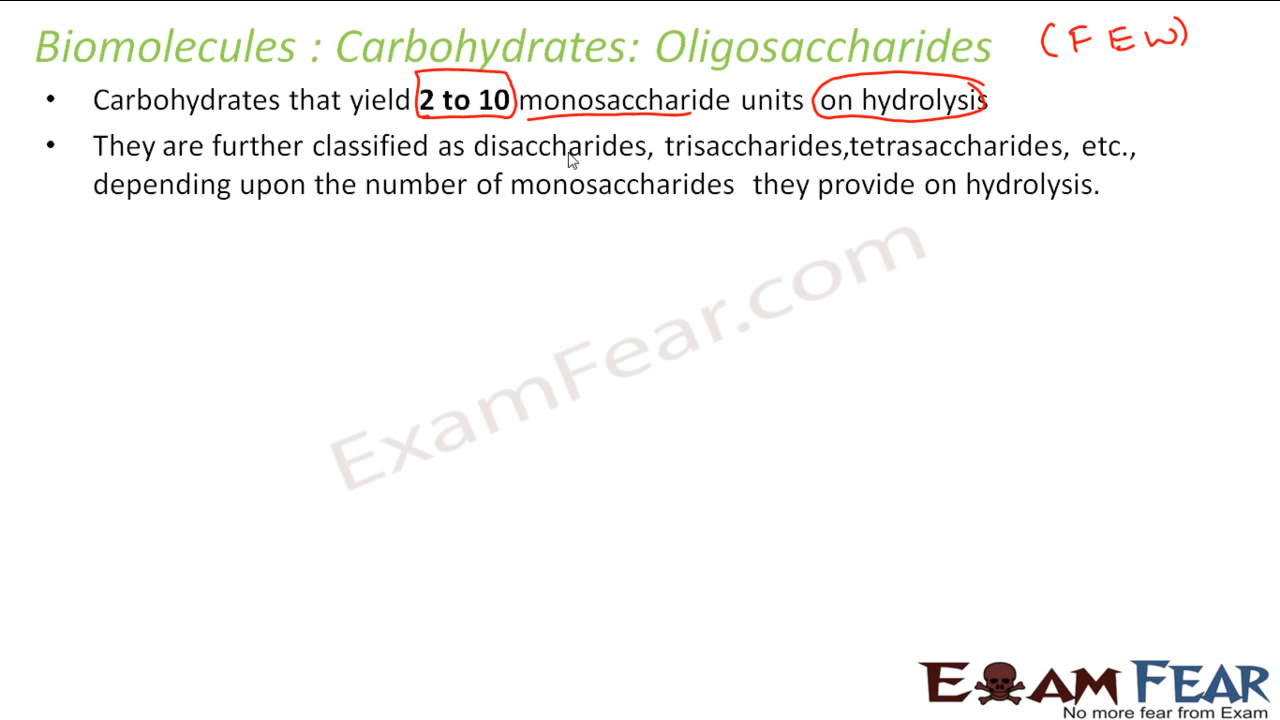 Biomolecules : Carbohydrates: Oligosaccharides (FEW)
• Carbohydrates that yield 2 to 10 monosaccharide units on hydrolysis
• They are further classified as disaccharides, trisaccharides,tetrasaccharides, etc.,
depending upon the number of monosaccharides they provide on hydrolysis.
ExamFear.com
EXAM FEAR
No more fear from Exam